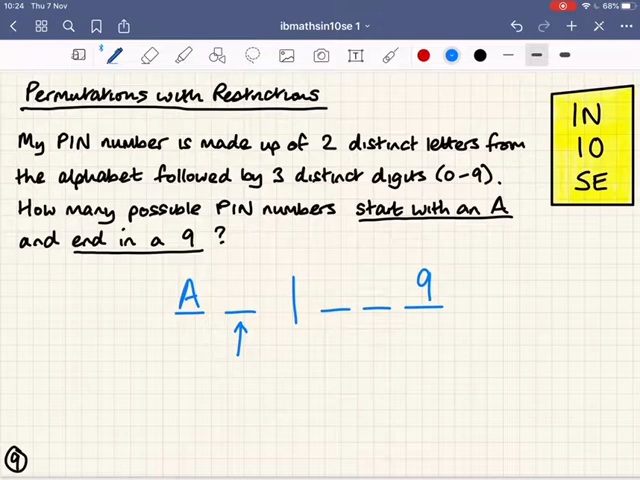 10:24 Thu 7 Nov
68%
ibmathsin10se 1
Permutations with Restrictions
IN
10
SE
My PIN number is made up of 2 distinct letters from
the alphabet followed by 3 distinct digits (0-9).
How many possible PIN numbers start with an A
and end in a 9 ?
A _ | _ _ 9
9